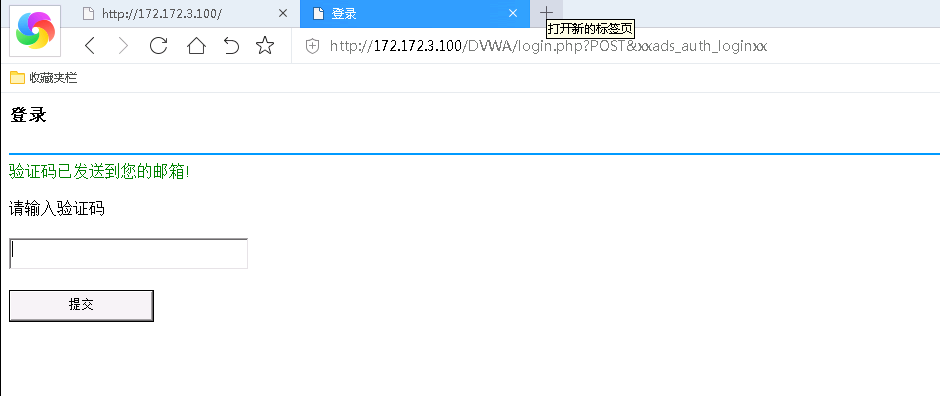 http://172.172.3.100/
登录
打开新的标签页
http://172.172.3.100/DVWA/login.php?POST&xxads_auth_loginxx
收藏夹栏
登录
验证码已发送到您的邮箱!
请输入验证码
提交